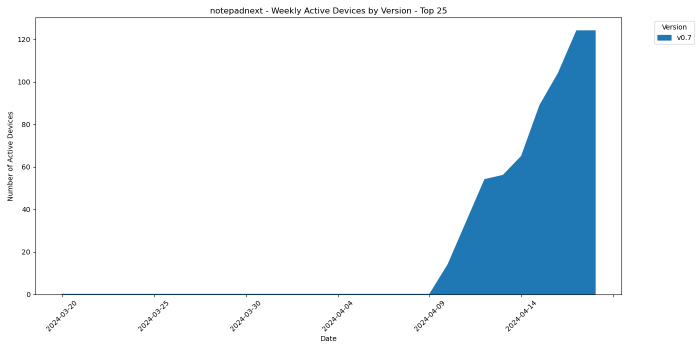 notepadnext - Weekly Active Devices by Version - Top 25
Version
v0.7
Number of Active Devices
120
100
80
60
40
20
0
2024-03-20
2024-03-25
2024-03-30
2024-04-04
2024-04-09
2024-04-14
Date